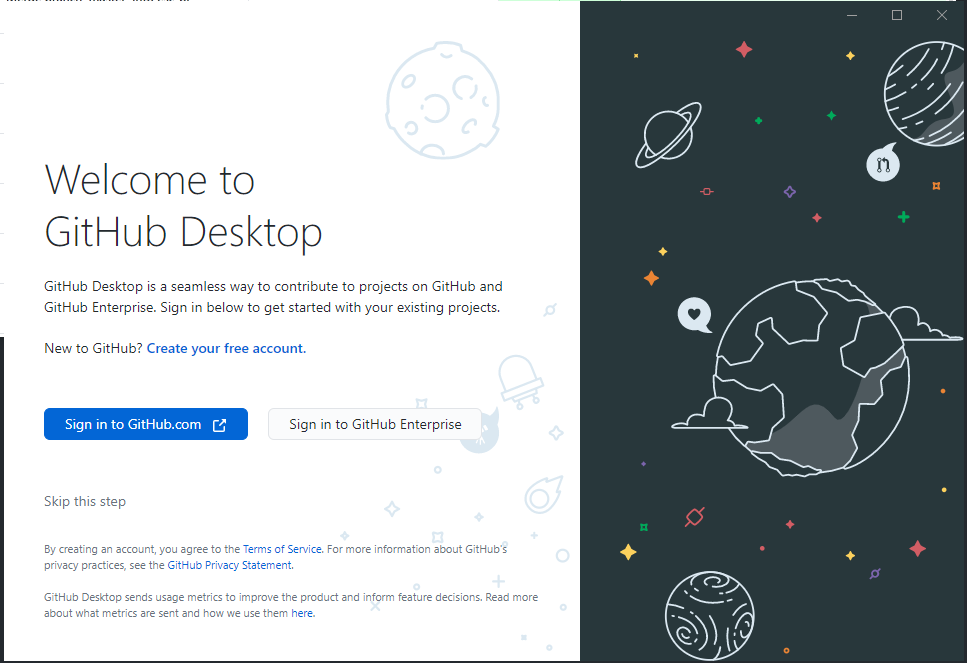 Welcome to
GitHub Desktop
GitHub Desktop is a seamless way to contribute to projects on GitHub and
GitHub Enterprise. Sign in below to get started with your existing projects.
New to GitHub? Create your free account.
Sign in to GitHub.com
Sign in to GitHub Enterprise
Skip this step
By creating an account, you agree to the Terms of Service. For more information about GitHub's
privacy practices, see the GitHub Privacy Statement.
GitHub Desktop sends usage metrics to improve the product and inform feature decisions. Read more
about what metrics are sent and how we use them here.